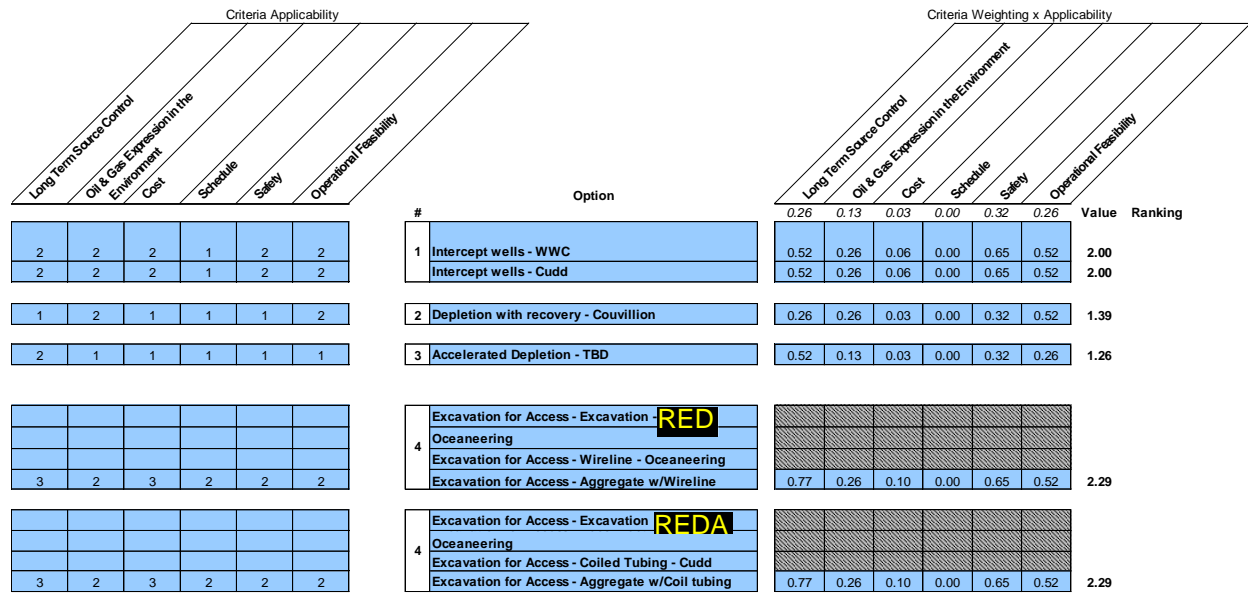 Criteria Applicability
Criteria Weighting x Applicability
Long Term Source Control
Oil & Gas Expression in the
Environment
Cost
Schedule
Safety
Operational Feasibility
Long Term Source Control
Oil & Gas Expression in the Environment
Cost
Schedule
Safety
Operational Feasibility
Option
# 0.26 0.13 0.03 0.00 0.32 0.26 Value Ranking
2 2 2 1 2 2 1 Intercept wells - WWC 0.52 0.26 0.06 0.00 0.65 0.52 2.00
2 2 2 1 2 2 Intercept wells - Cudd 0.52 0.26 0.06 0.00 0.65 0.52 2.00
1 2 1 1 1 2 2 Depletion with recovery - Couvillion 0.26 0.26 0.03 0.00 0.32 0.52 1.39
2 1 1 1 1 1 3 Accelerated Depletion - TBD 0.52 0.13 0.03 0.00 0.32 0.26 1.26
Excavation for Access - Excavation - RED
4 Oceaneering
Excavation for Access - Wireline - Oceaneering
3 2 3 2 2 2 Excavation for Access - Aggregate w/Wireline 0.77 0.26 0.10 0.00 0.65 0.52 2.29
Excavation for Access - Excavation REDA
4 Oceaneering
Excavation for Access - Coiled Tubing - Cudd
3 2 3 2 2 2 Excavation for Access - Aggregate w/Coil tubing 0.77 0.26 0.10 0.00 0.65 0.52 2.29